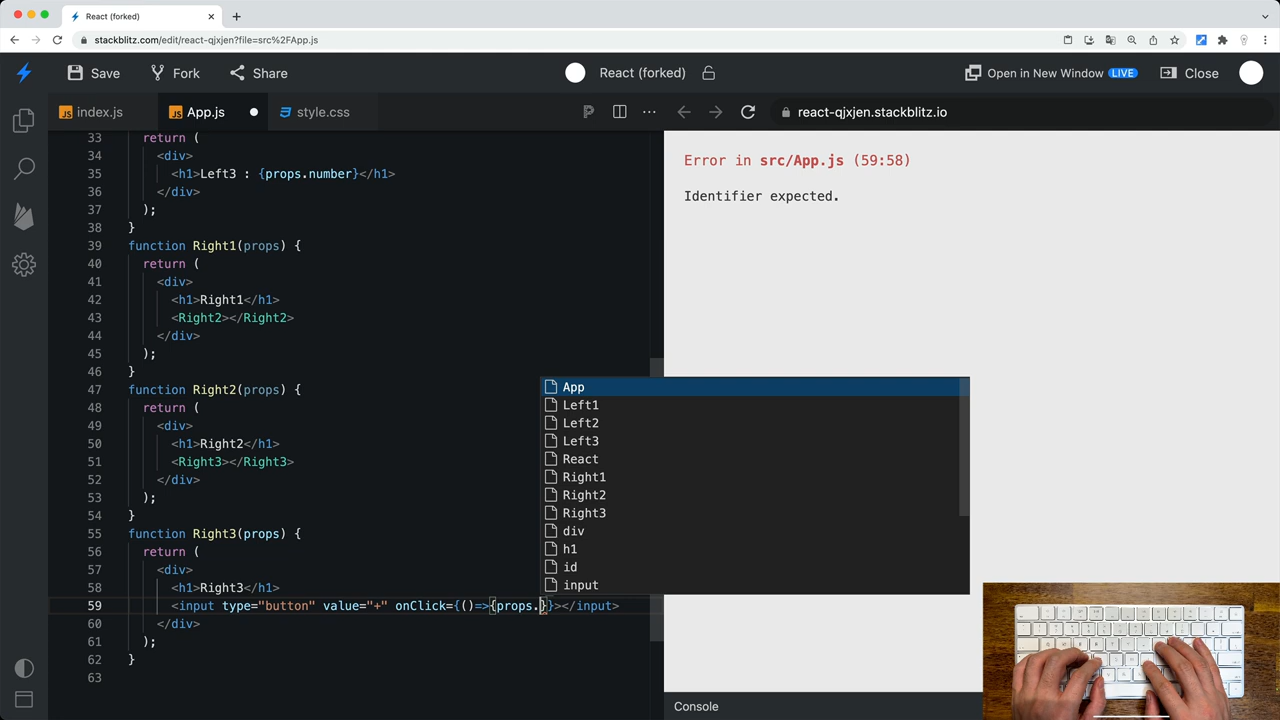 React (forked)
stackblitz.com/edit/react-qjxjen?file=src%2FApp.js
Save
Fork
Share
React (forked)
Open in New Window LIVE
Close
JS index.js
JS App.js
style.css
react-qjxjen.stackblitz.io
33 return (
34 <div>
35 <h1>Left3 : {props.number}</h1>
36 </div>
37 );
38 }
39 function Right1(props) {
40 return (
41 <div>
42 <h1>Right1</h1>
43 <Right2></Right2>
44 </div>
45 );
46 }
47 function Right2(props) {
48 return (
49 <div>
50 <h1>Right2</h1>
51 <Right3></Right3>
52 </div>
53 );
54 }
55 function Right3(props) {
56 return (
57 <div>
58 <h1>Right3</h1>
59 <input type="button" value="+" onClick={()=>{props.}}></input>
60 </div>
61 );
62 }
63
App
Left1
Left2
Left3
React
Right1
Right2
Right3
div
h1
id
input
Error in src/App.js (59:58)
Identifier expected.
Console